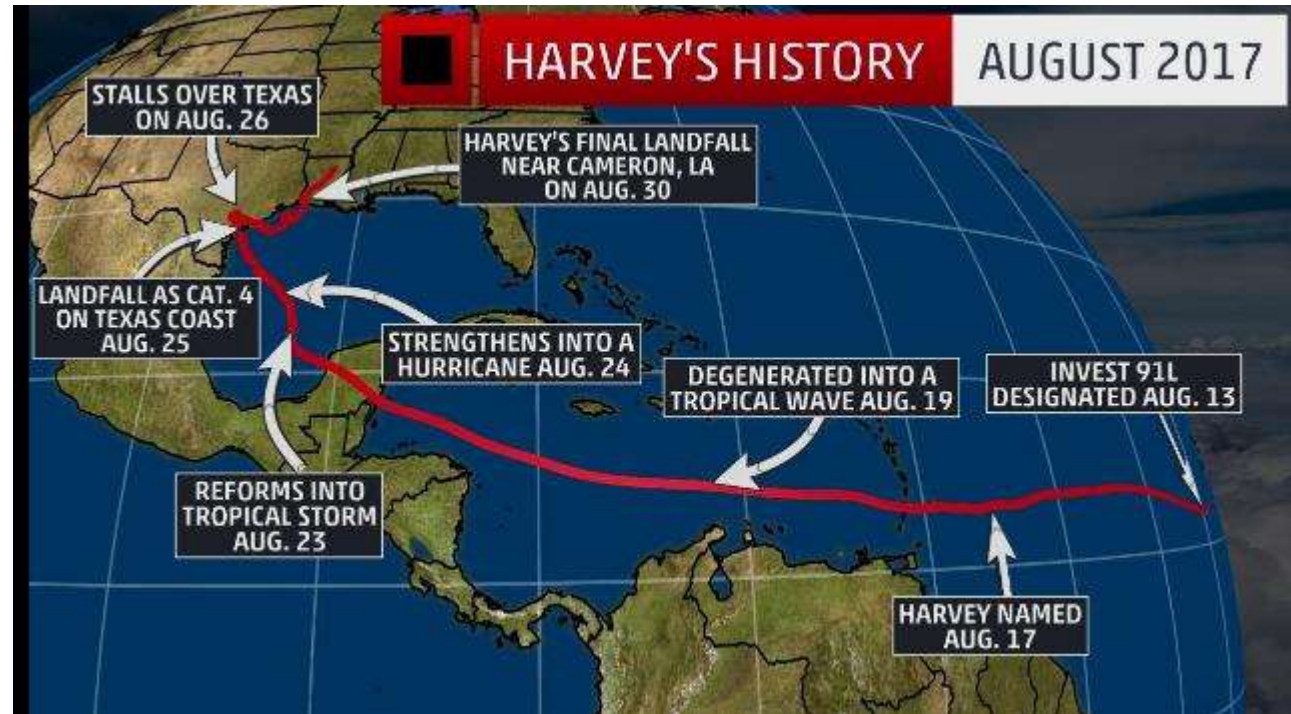 HARVEY'S HISTORY
AUGUST 2017
STALLS OVER TEXAS
ON AUG. 26
HARVEY'S FINAL LANDFALL
NEAR CAMERON, LA
ON AUG. 30
LANDFALL AS CAT. 4
ON TEXAS COAST
AUG. 25
STRENGTHENS INTO A
HURRICANE AUG. 24
DEGENERATED INTO A
TROPICAL WAVE AUG. 19
INVEST 91L
DESIGNATED AUG. 13
REFORMS INTO
TROPICAL STORM
AUG. 23
HARVEY NAMED
AUG. 17